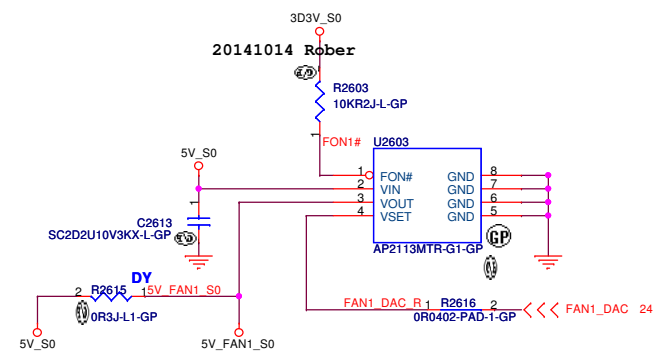 3D3V_S0
20141014 Rober
R2603
10KR2J-L-GP
1
FON1#
U2603
5V_S0
1 FON# GND 8
2 VIN GND 7
3 VOUT GND 6
4 VSET GND 5
1
C2613
SC2D2U10V3KX-L-GP
AP2113MTR-G1-GP
GP
DY
2 R2615 1 5V_FAN1_S0
0R3J-L1-GP
FAN1_DAC_R 1 R2616 2 FAN1_DAC 24
0R0402-PAD-1-GP
5V_S0
5V_FAN1_S0